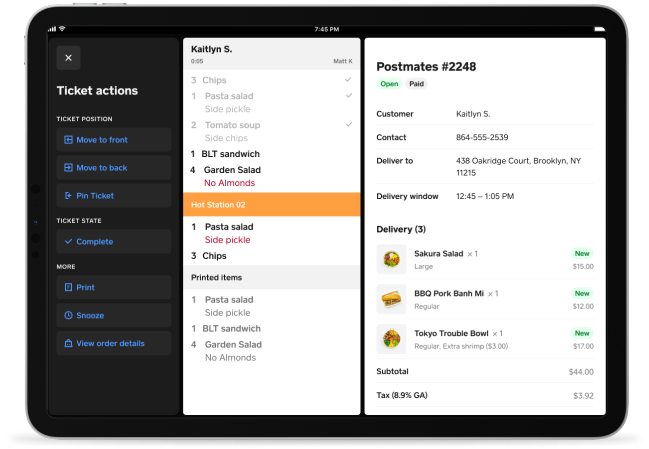 7:45 PM
Ticket actions
TICKET POSITION
Move to front
Move to back
Pin Ticket
TICKET STATE
Complete
MORE
Print
Snooze
View order details
Kaitlyn S.
0:05 Matt K
3 Chips
1 Pasta salad
Side pickle
2 Tomato soup
Side chips
1 BLT sandwich
4 Garden Salad
No Almonds
Hot Station 02
1 Pasta salad
Side pickle
3 Chips
Printed items
1 Pasta salad
Side pickle
1 BLT sandwich
4 Garden Salad
No Almonds
Postmates #2248
Open Paid
Customer Kaitlyn S.
Contact 864-555-2539
Deliver to 438 Oakridge Court, Brooklyn, NY
11215
Delivery window 12:45 – 1:05 PM
Delivery (3)
Sakura Salad × 1 New
Large $15.00
BBQ Pork Banh Mi × 1 New
Regular $12.00
Tokyo Trouble Bowl × 1 New
Regular, Extra shrimp ($3.00) $17.00
Subtotal $44.00
Tax (8.9% GA) $3.92